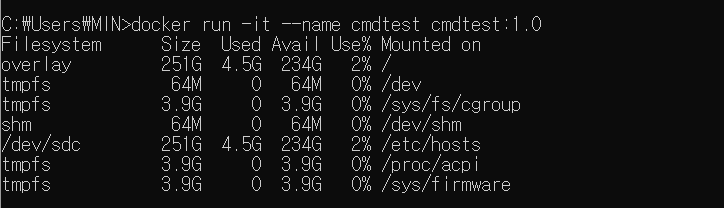 C:₩Users₩MIN>docker run -it --name cmdtest cmdtest:1.0
Filesystem      Size  Used Avail Use% Mounted on
overlay         251G  4.5G  234G   2% /
tmpfs            64M     0   64M   0% /dev
tmpfs           3.9G     0  3.9G   0% /sys/fs/cgroup
shm              64M     0   64M   0% /dev/shm
/dev/sdc        251G  4.5G  234G   2% /etc/hosts
tmpfs           3.9G     0  3.9G   0% /proc/acpi
tmpfs           3.9G     0  3.9G   0% /sys/firmware